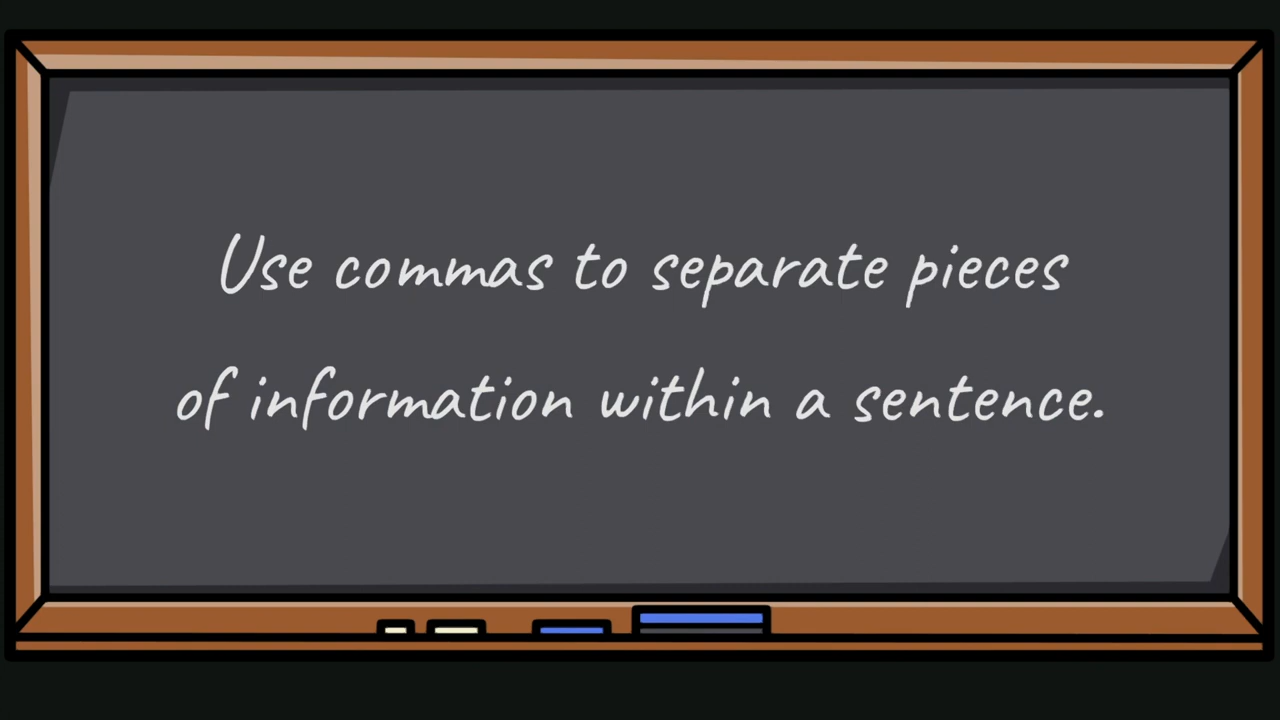 Use commas to separate pieces
of information within a sentence.